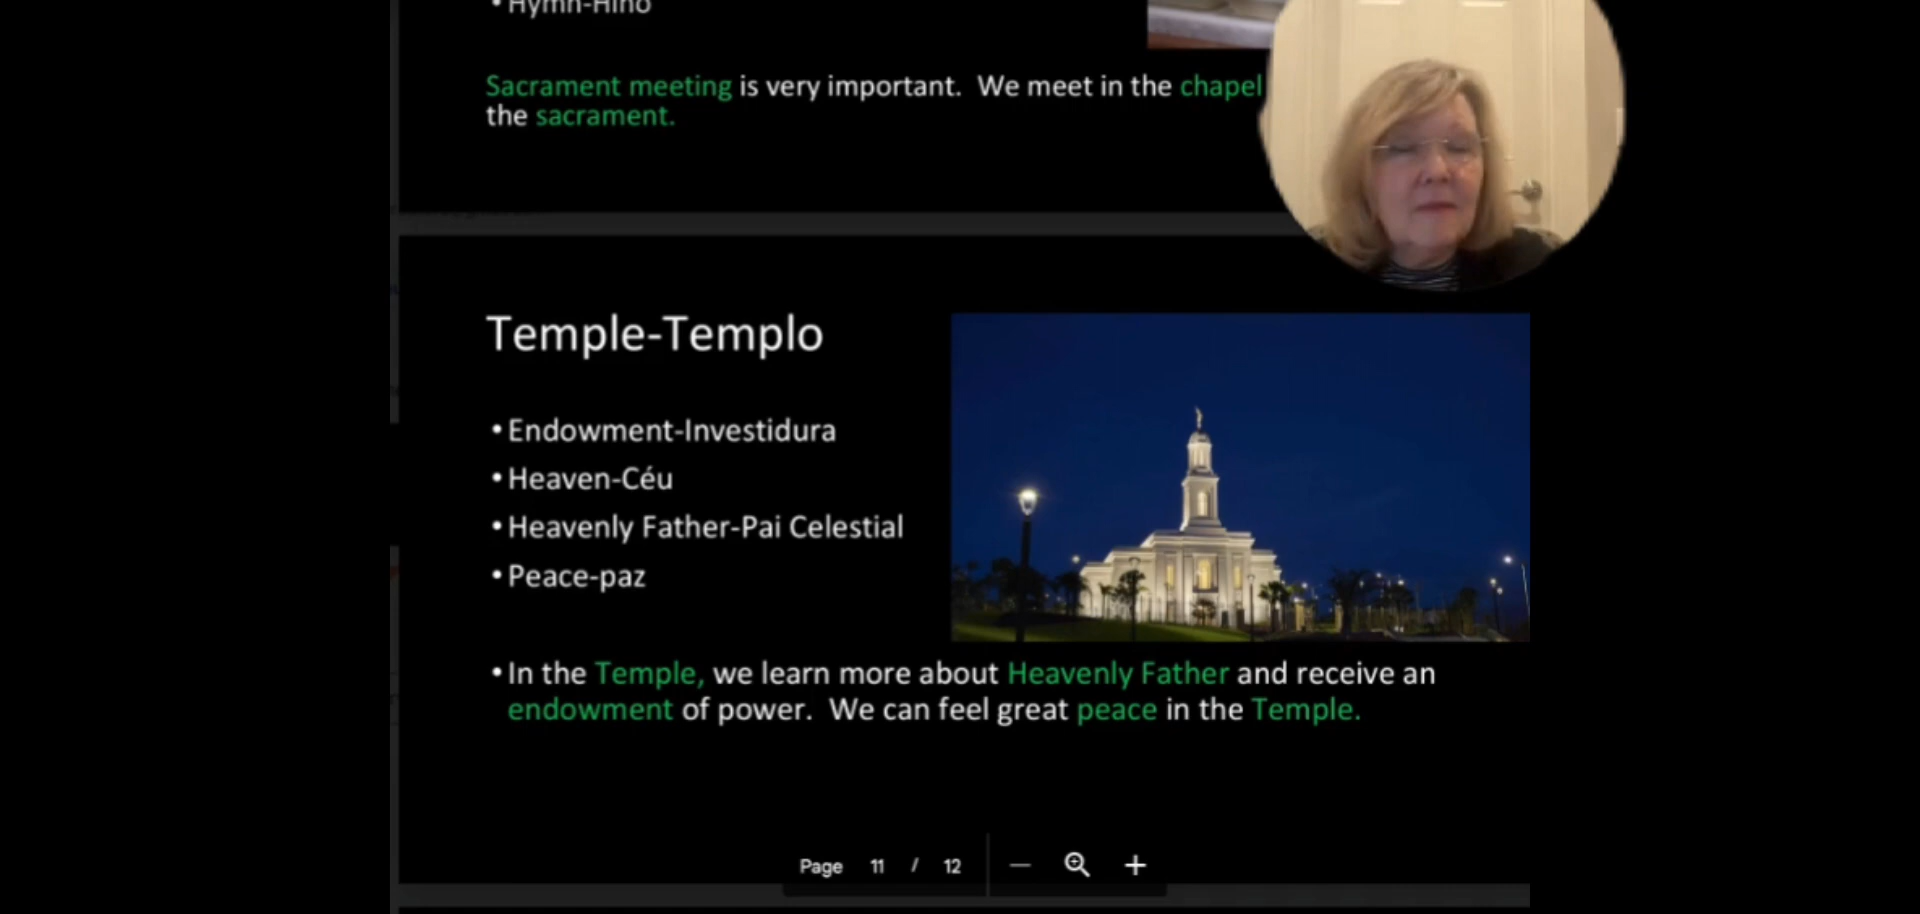 • Hymn-Hino
Sacrament meeting is very important.  We meet in the chapel
the sacrament.
Temple-Templo
• Endowment-Investidura
• Heaven-Céu
• Heavenly Father-Pai Celestial
• Peace-paz
• In the Temple, we learn more about Heavenly Father and receive an
endowment of power.  We can feel great peace in the Temple.
Page 11 / 12